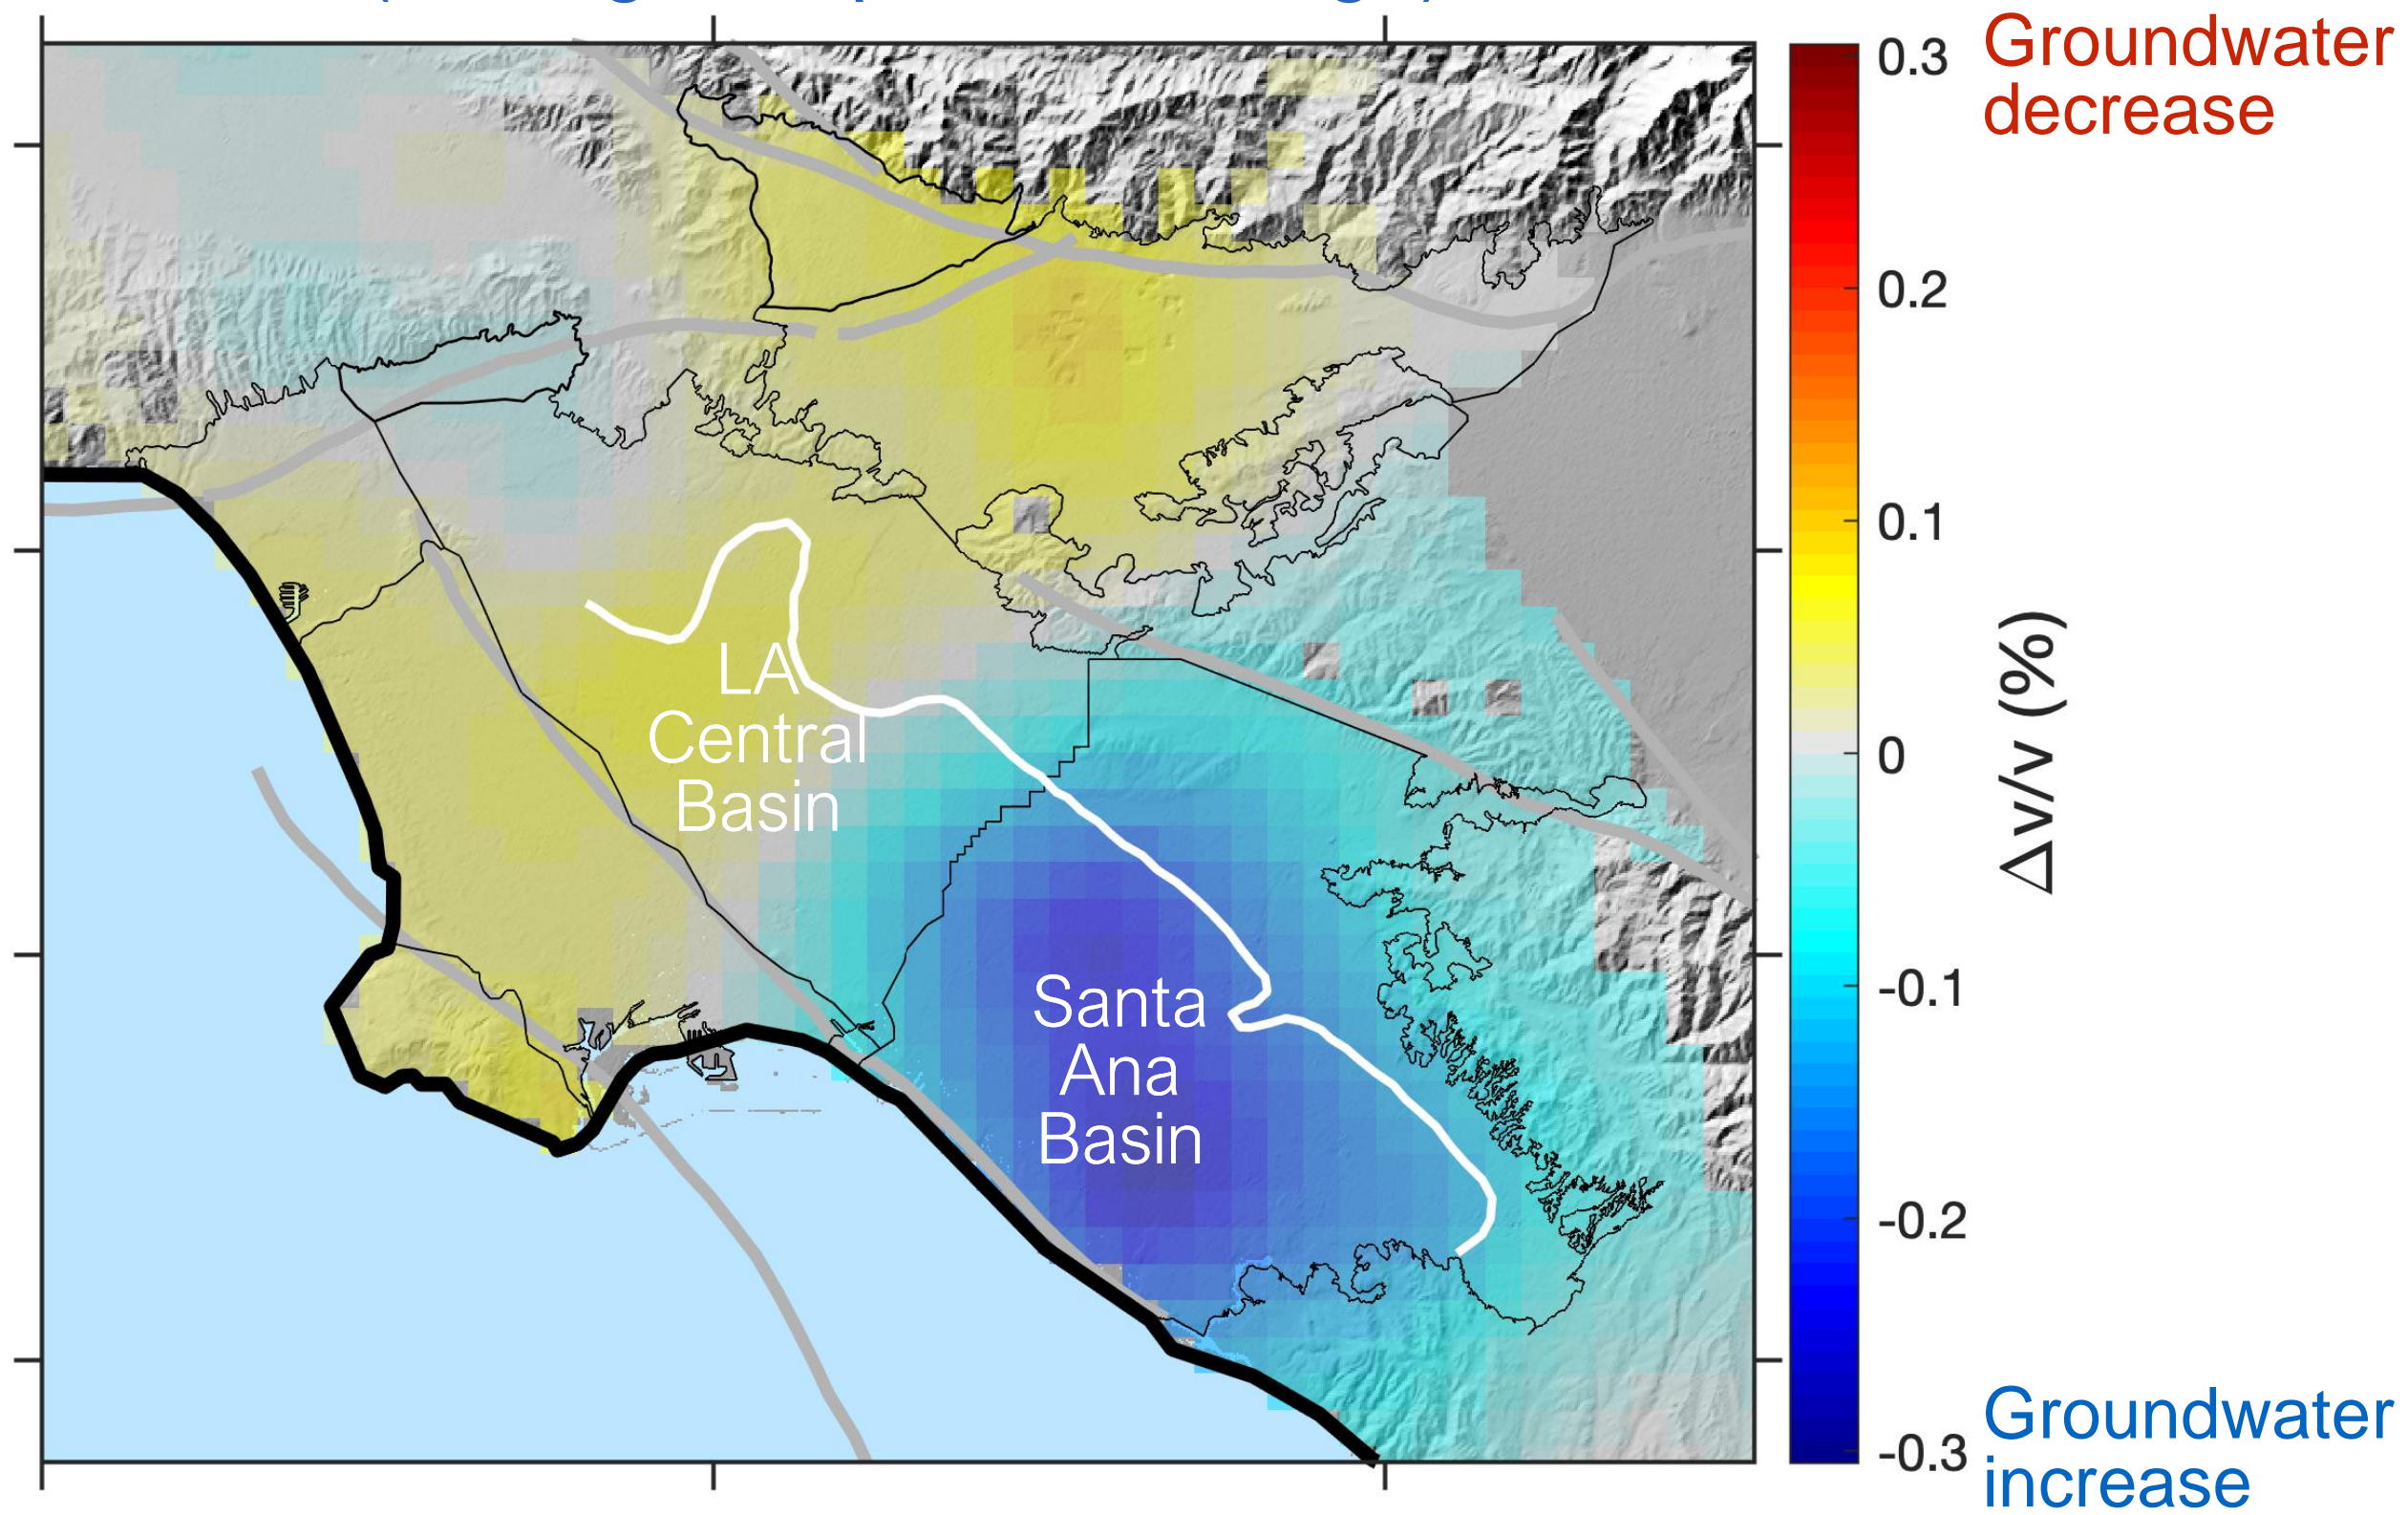 Groundwater
decrease
0.3
0.2
0.1
0
-0.1
-0.2
-0.3
Δv/v (%)
LA
Central
Basin
Santa
Ana
Basin
Groundwater
increase